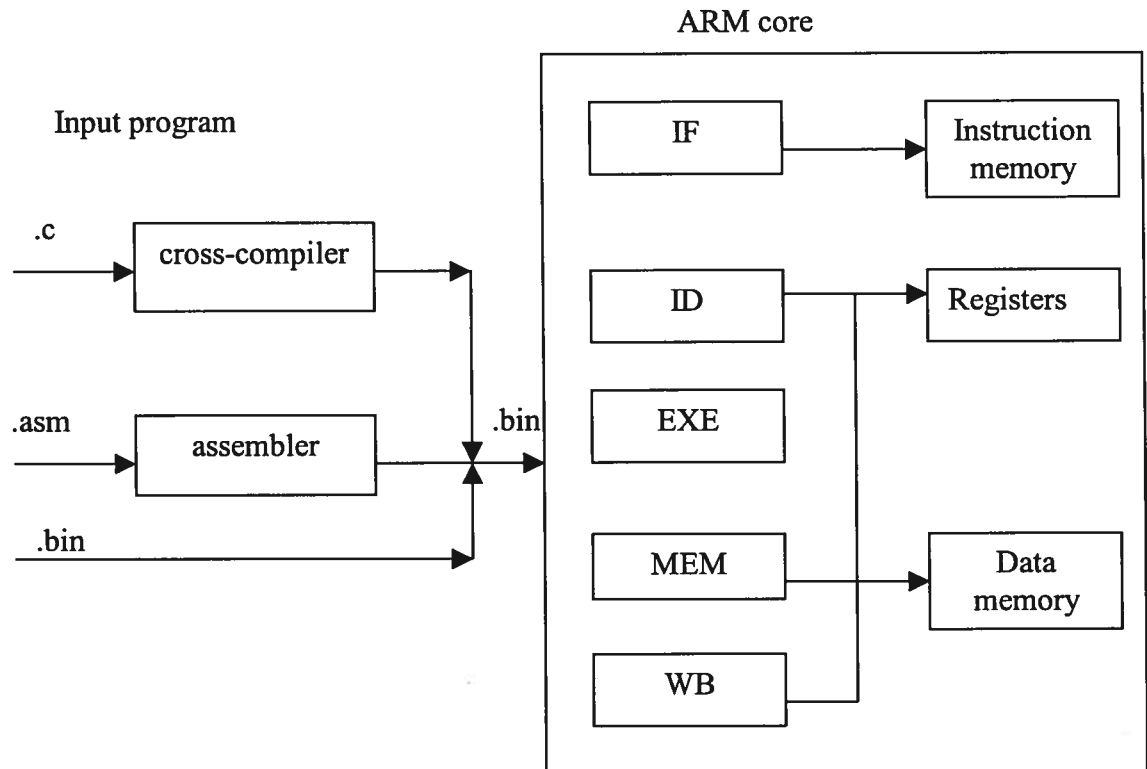 ARM core
Input program
IF
Instruction
memory
.c
cross-compiler
ID
Registers
.asm
assembler
.bin
EXE
.bin
MEM
Data
memory
WB